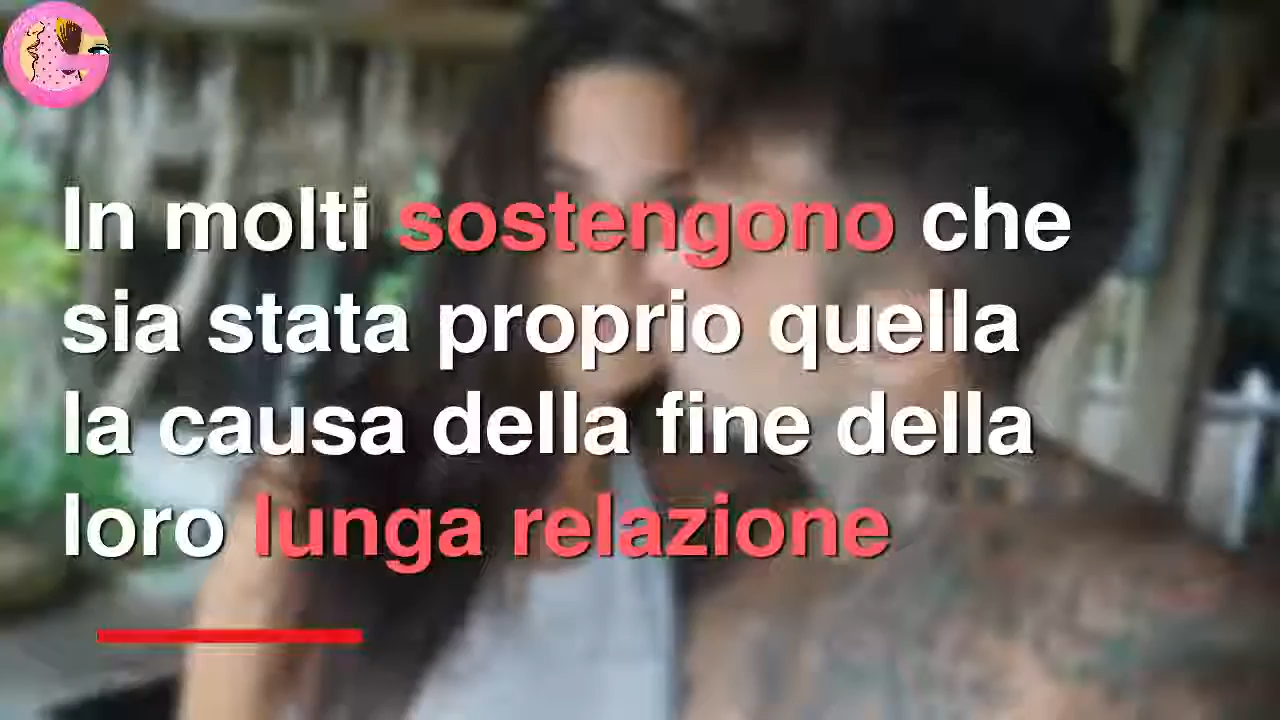 In molti sostengono che
sia stata proprio quella
la causa della fine della
loro lunga relazione